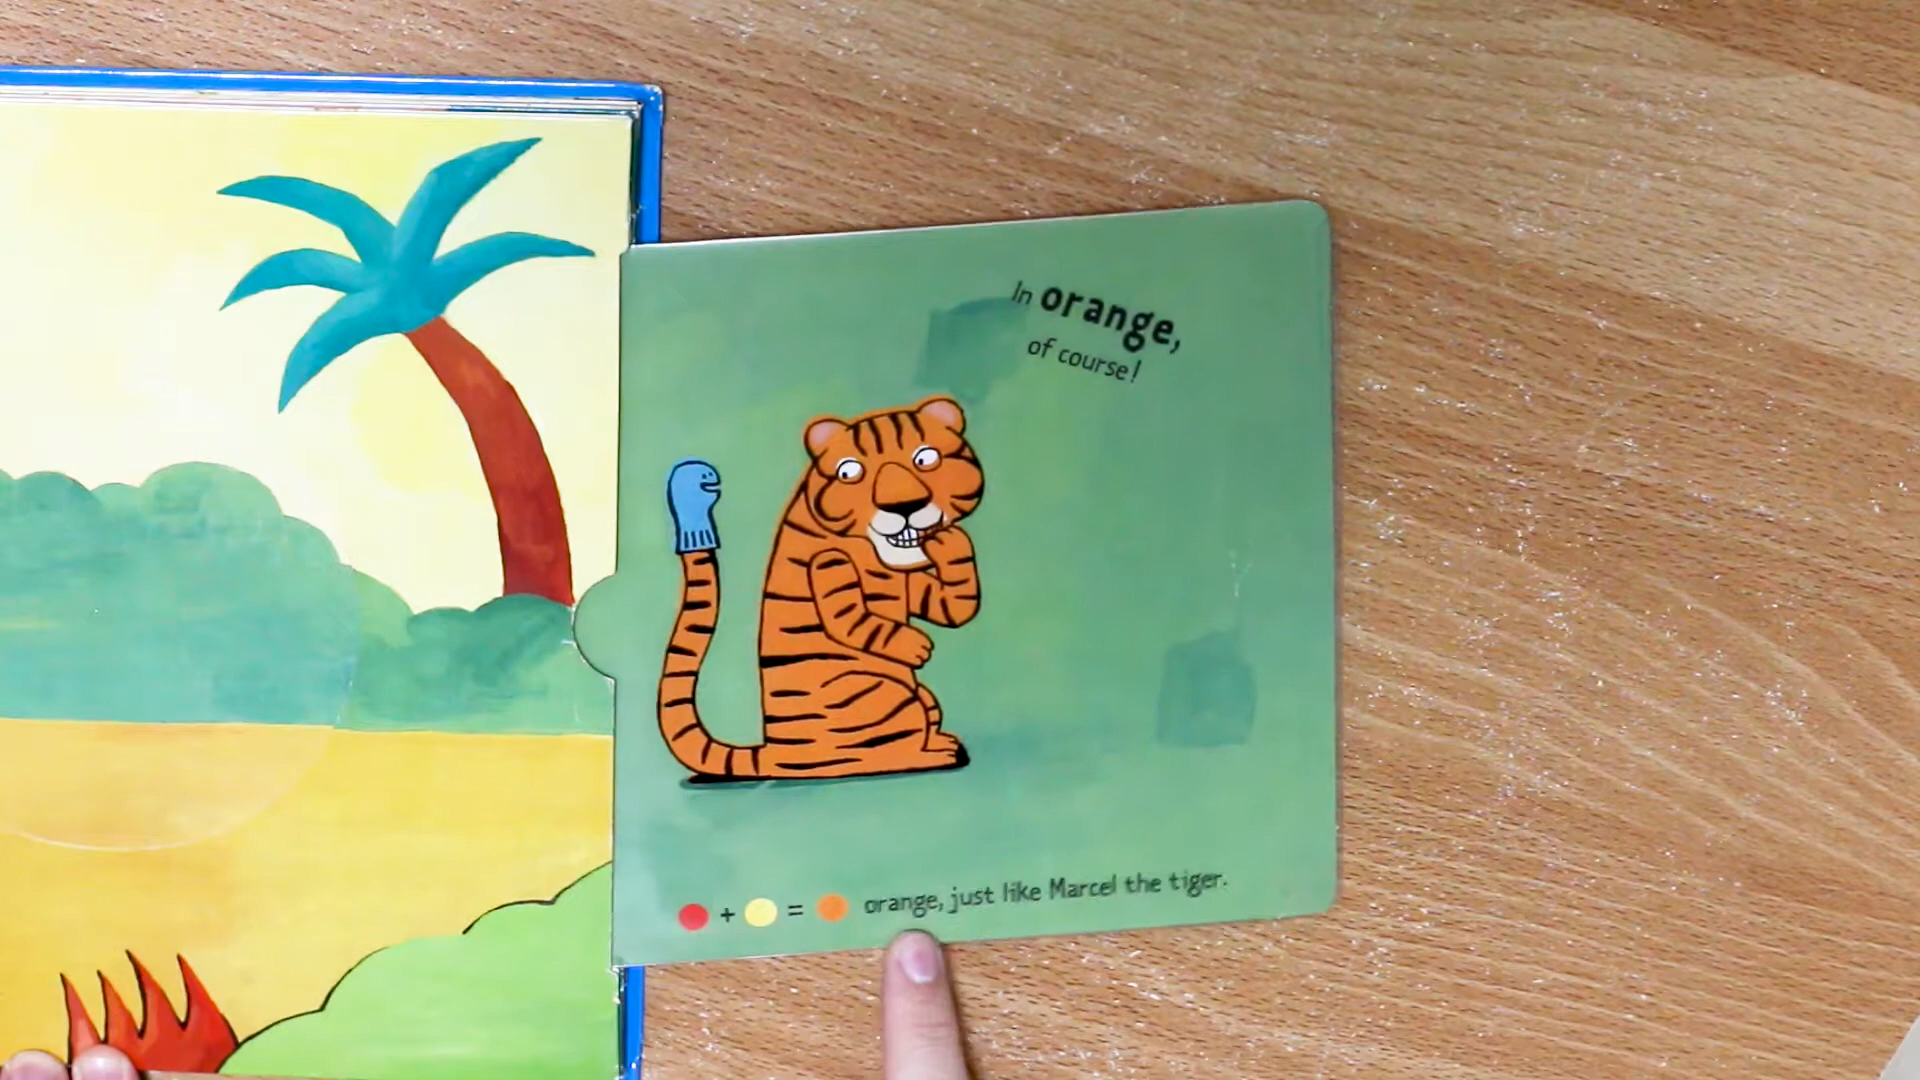 In orange,
of course!
+ = orange, just like Marcel the tiger.